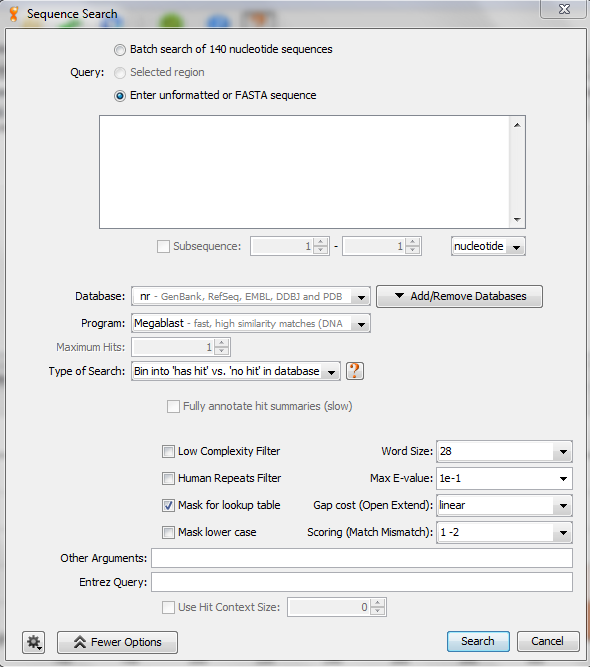 Sequence Search
Batch search of 140 nucleotide sequences
Query: Selected region
Enter unformatted or FASTA sequence
Subsequence: 1 - 1 nucleotide
Database: nr - GenBank, RefSeq, EMBL, DDBJ and PDB Add/Remove Databases
Program: Megablast - fast, high similarity matches (DNA
Maximum Hits: 1
Type of Search: Bin into 'has hit' vs. 'no hit' in database ?
Fully annotate hit summaries (slow)
Low Complexity Filter Word Size: 28
Human Repeats Filter Max E-value: 1e-1
Mask for lookup table Gap cost (Open Extend): linear
Mask lower case Scoring (Match Mismatch): 1 -2
Other Arguments:
Entrez Query:
Use Hit Context Size: 0
Fewer Options Search Cancel